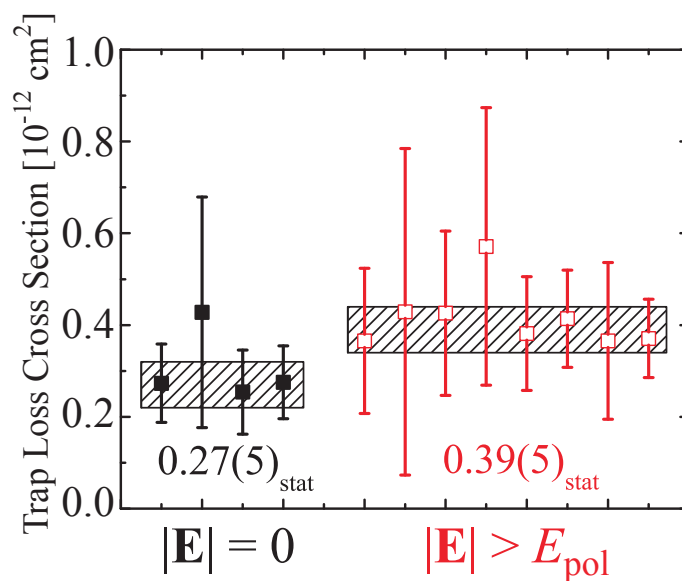 Trap Loss Cross Section [10⁻¹² cm²]
1.0
0.8
0.6
0.4
0.2
0.0
0.27(5)stat
0.39(5)stat
|E| = 0
|E| > Epol